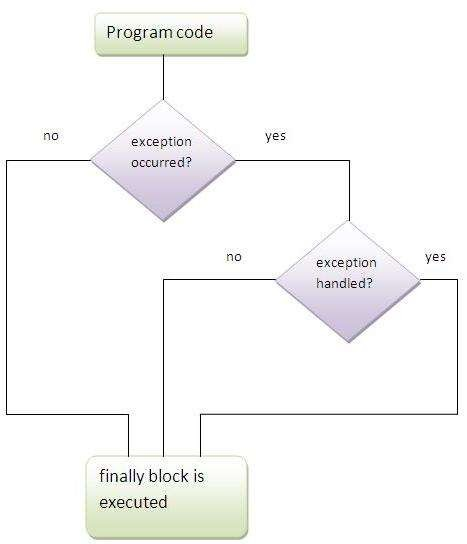 Program code
no
yes
exception
occurred?
no
yes
exception
handled?
finally block is
executed